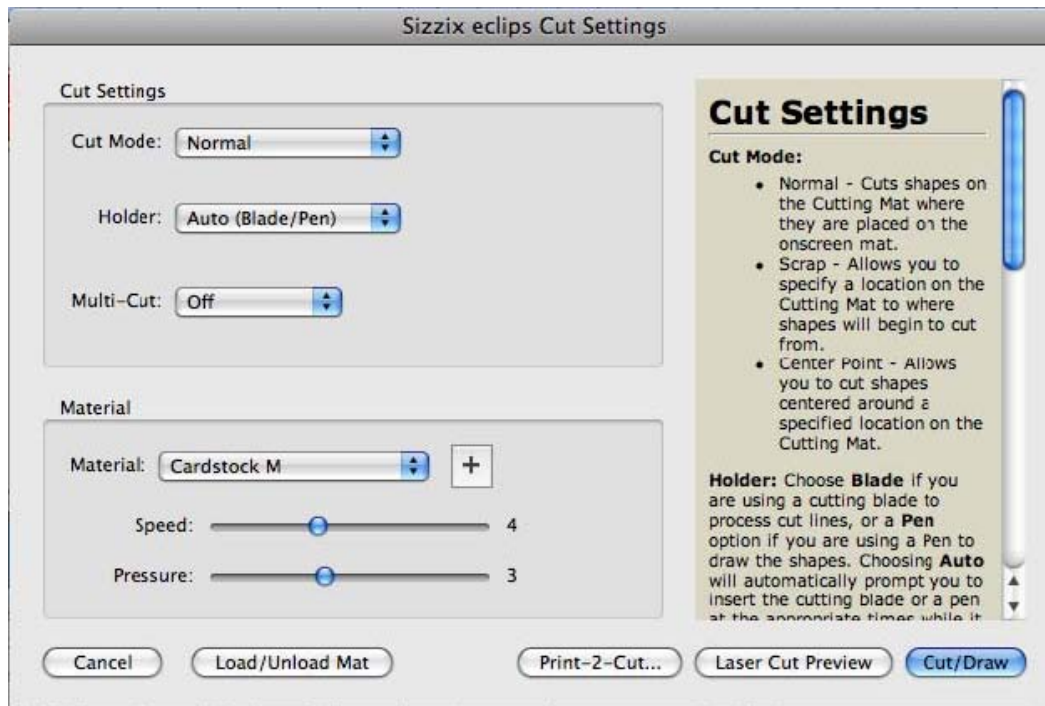 Sizzix eclips Cut Settings
Cut Settings
Cut Mode: Normal
Holder: Auto (Blade/Pen)
Multi-Cut: Off
Material
Material: Cardstock M +
Speed: 4
Pressure: 3
Cut Settings
Cut Mode:
• Normal - Cuts shapes on
the Cutting Mat where
they are placed on the
onscreen mat.
• Scrap - Allows you to
specify a location on the
Cutting Mat to where
shapes will begin to cut
from.
• Center Point - Allows
you to cut shapes
centered around a
specified location on the
Cutting Mat.
Holder: Choose Blade if you
are using a cutting blade to
process cut lines, or a Pen
option if you are using a Pen to
draw the shapes. Choosing Auto
will automatically prompt you to
insert the cutting blade or a pen
at the appropriate times while it
Cancel Load/Unload Mat Print-2-Cut... Laser Cut Preview Cut/Draw